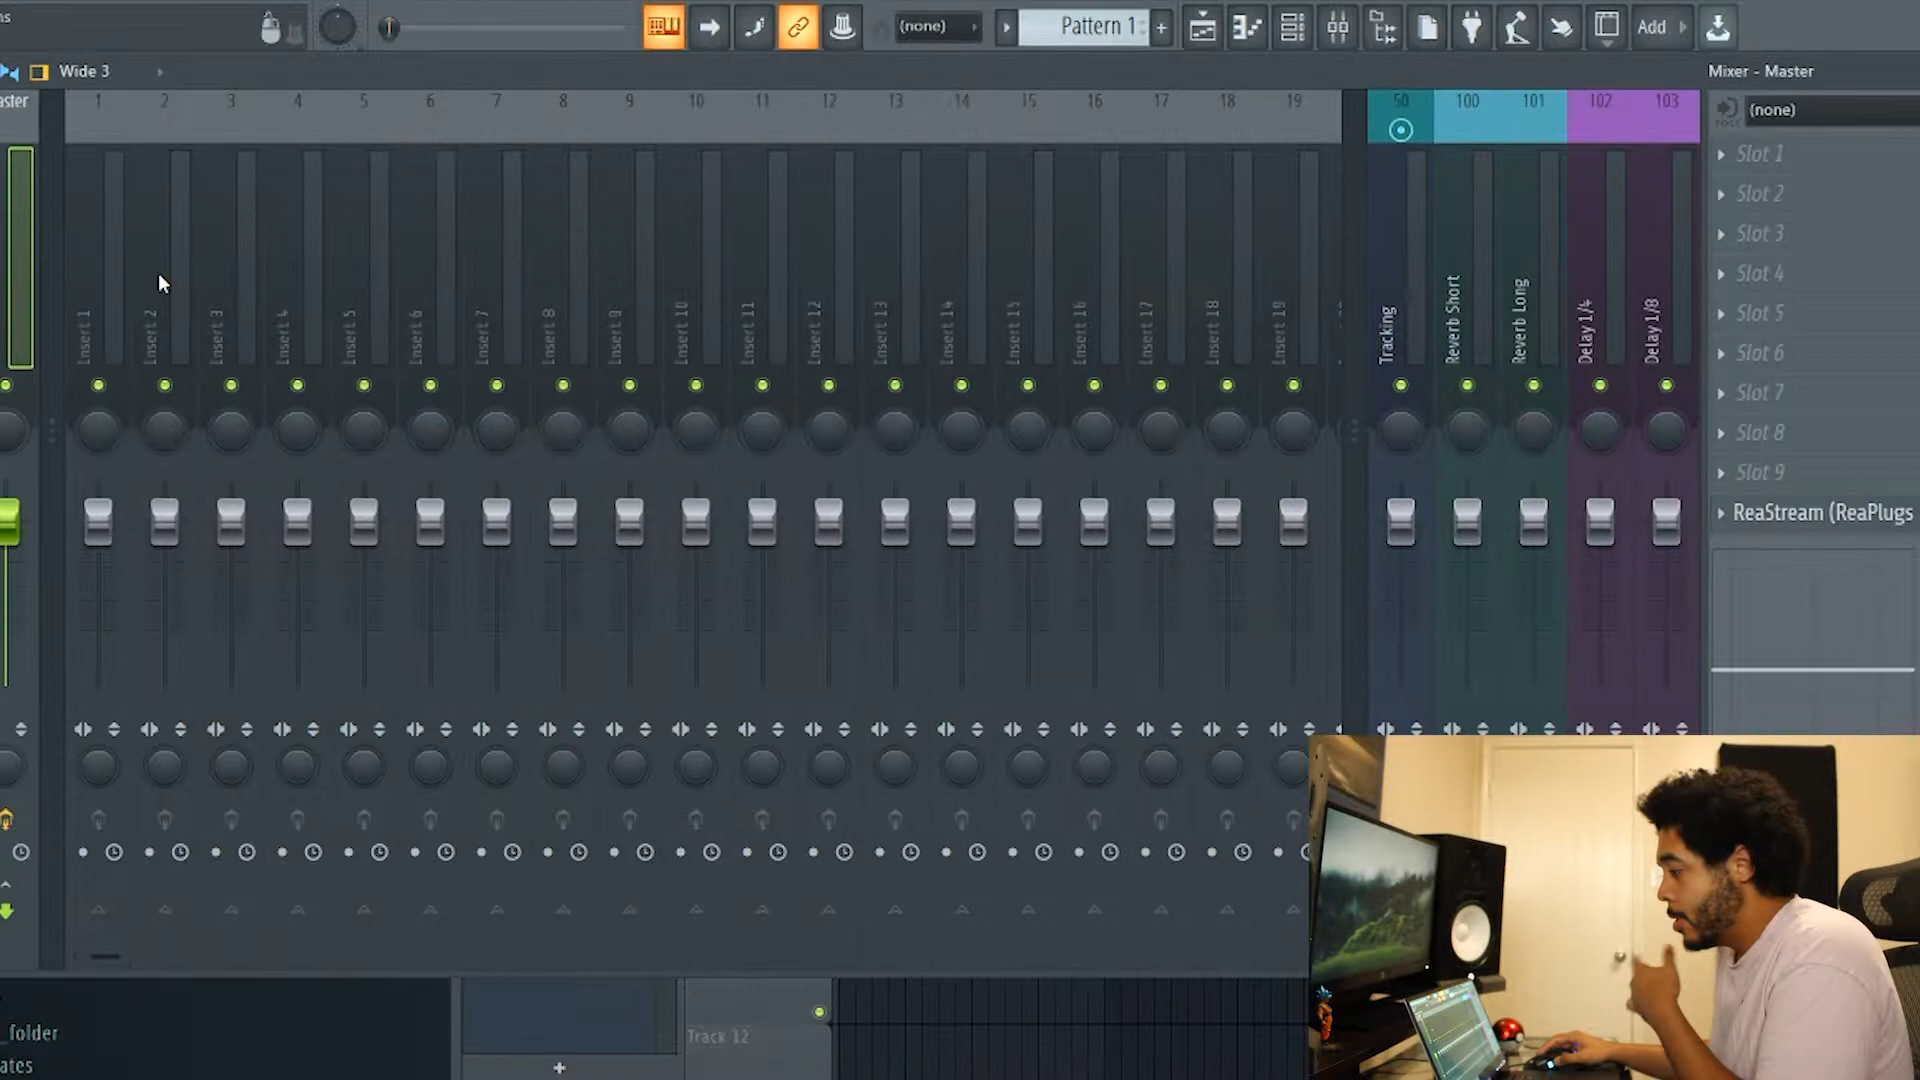 ns
(none)
Pattern 1
+
Add
Wide 3
Mixer - Master
aster
1 2 3 4 5 6 7 8 9 10 11 12 13 14 15 16 17 18 19
50 100 101 102 103
(none)
Slot 1
Slot 2
Slot 3
Slot 4
Slot 5
Slot 6
Slot 7
Slot 8
Slot 9
ReaStream (ReaPlugs
Insert 1
Insert 2
Insert 3
Insert 4
Insert 5
Insert 6
Insert 7
Insert 8
Insert 9
Insert 10
Insert 11
Insert 12
Insert 13
Insert 14
Insert 15
Insert 16
Insert 17
Insert 18
Insert 19
Tracking
Reverb Short
Reverb Long
Delay 1/4
Delay 1/8
_folder
ates
Track 12
+